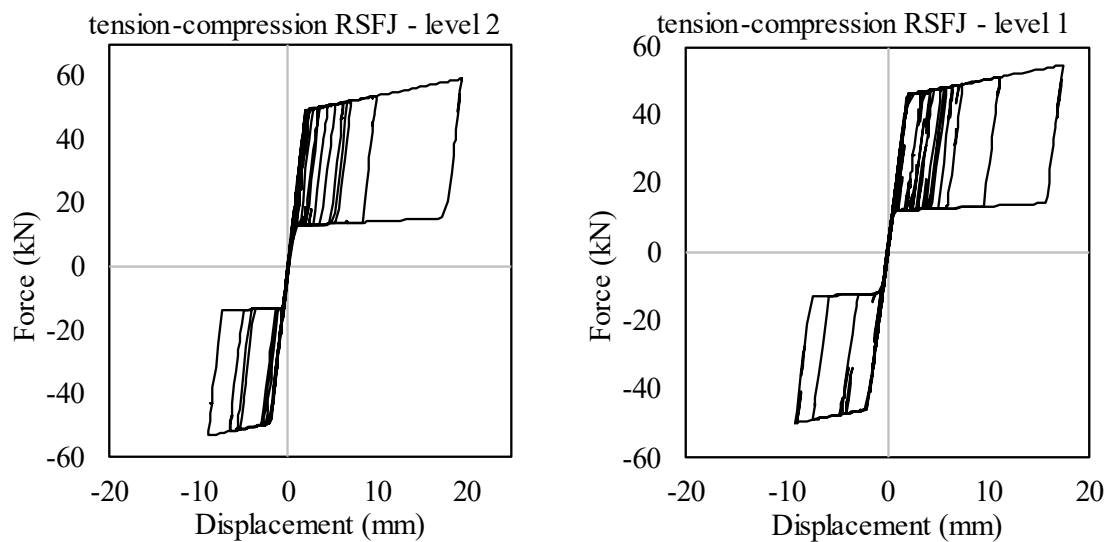 tension-compression RSFJ - level 2
60
40
20
0
-20
-40
-60
-20 0 10 20
Displacement (mm)
Force (kN)
tension-compression RSFJ - level 1
60
40
20
0
-20
-40
-60
-20 -10 0 10 20
Displacement (mm)
Force (kN)